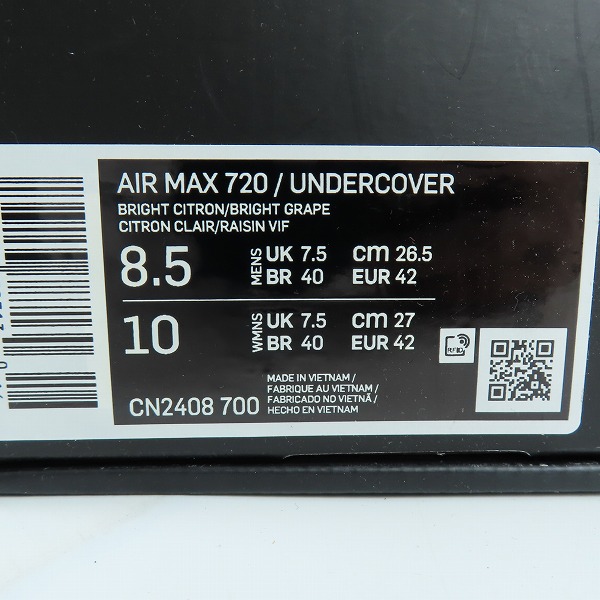 AIR MAX 720 / UNDERCOVER
BRIGHT CITRON/BRIGHT GRAPE
CITRON CLAIR/RAISIN VIF
8.5 MENS UK 7.5 cm 26.5
BR 40 EUR 42
10 WMNS UK 7.5 cm 27
BR 40 EUR 42
RFID
MADE IN VIETNAM /
FABRIQUE AU VIETNAM /
FABRICADO NO VIETNÃ /
HECHO EN VIETNAM
CN2408 700